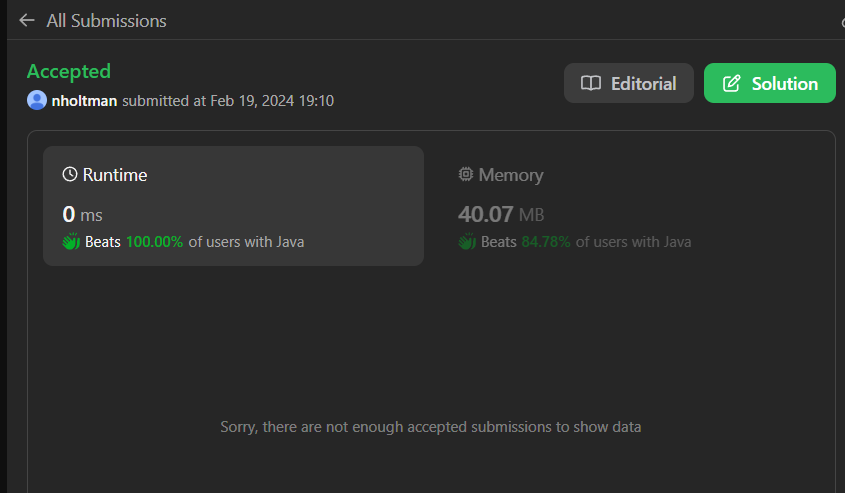 All Submissions
Accepted
nholtman submitted at Feb 19, 2024 19:10
Editorial
Solution
Runtime
0 ms
Beats 100.00% of users with Java
Memory
40.07 MB
Beats 84.78% of users with Java
Sorry, there are not enough accepted submissions to show data